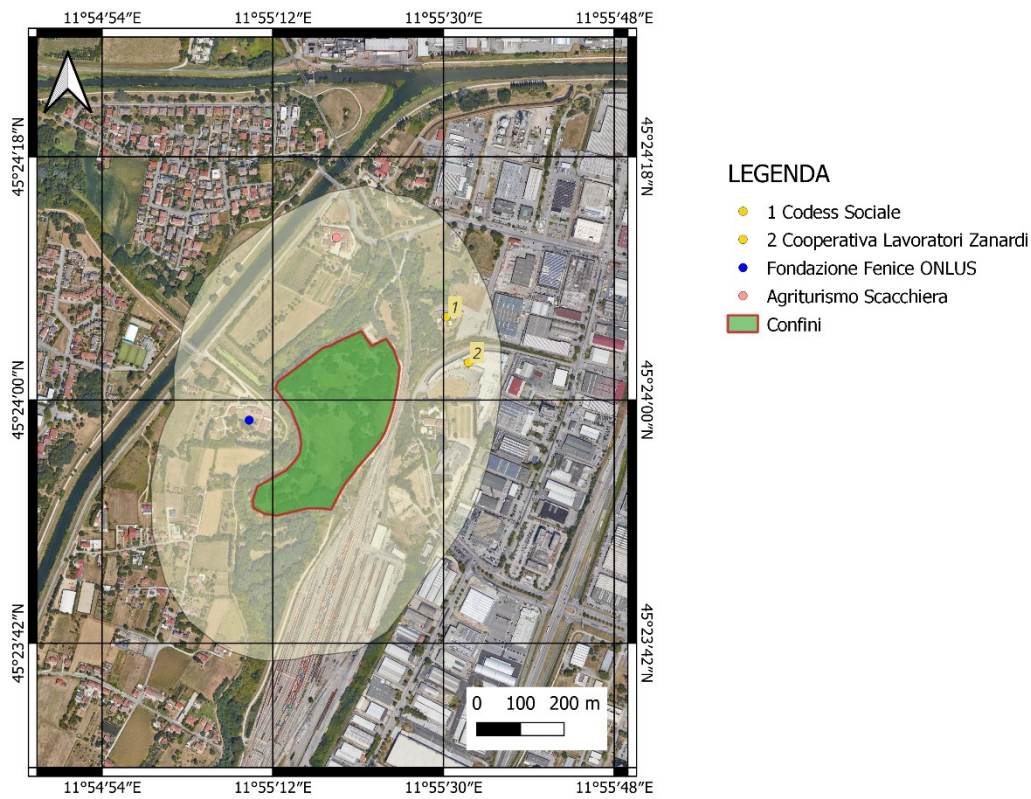 11°54′54″E 11°55′12″E 11°55′30″E 11°55′48″E
45°24′18″N 45°24′18″N
LEGENDA
1 Codess Sociale
2 Cooperativa Lavoratori Zanardi
Fondazione Fenice ONLUS
Agriturismo Scacchiera
Confini
1
2
45°24′00″N 45°24′00″N
45°23′42″N 45°23′42″N
0 100 200 m
11°54′54″E 11°55′12″E 11°55′30″E 11°55′48″E